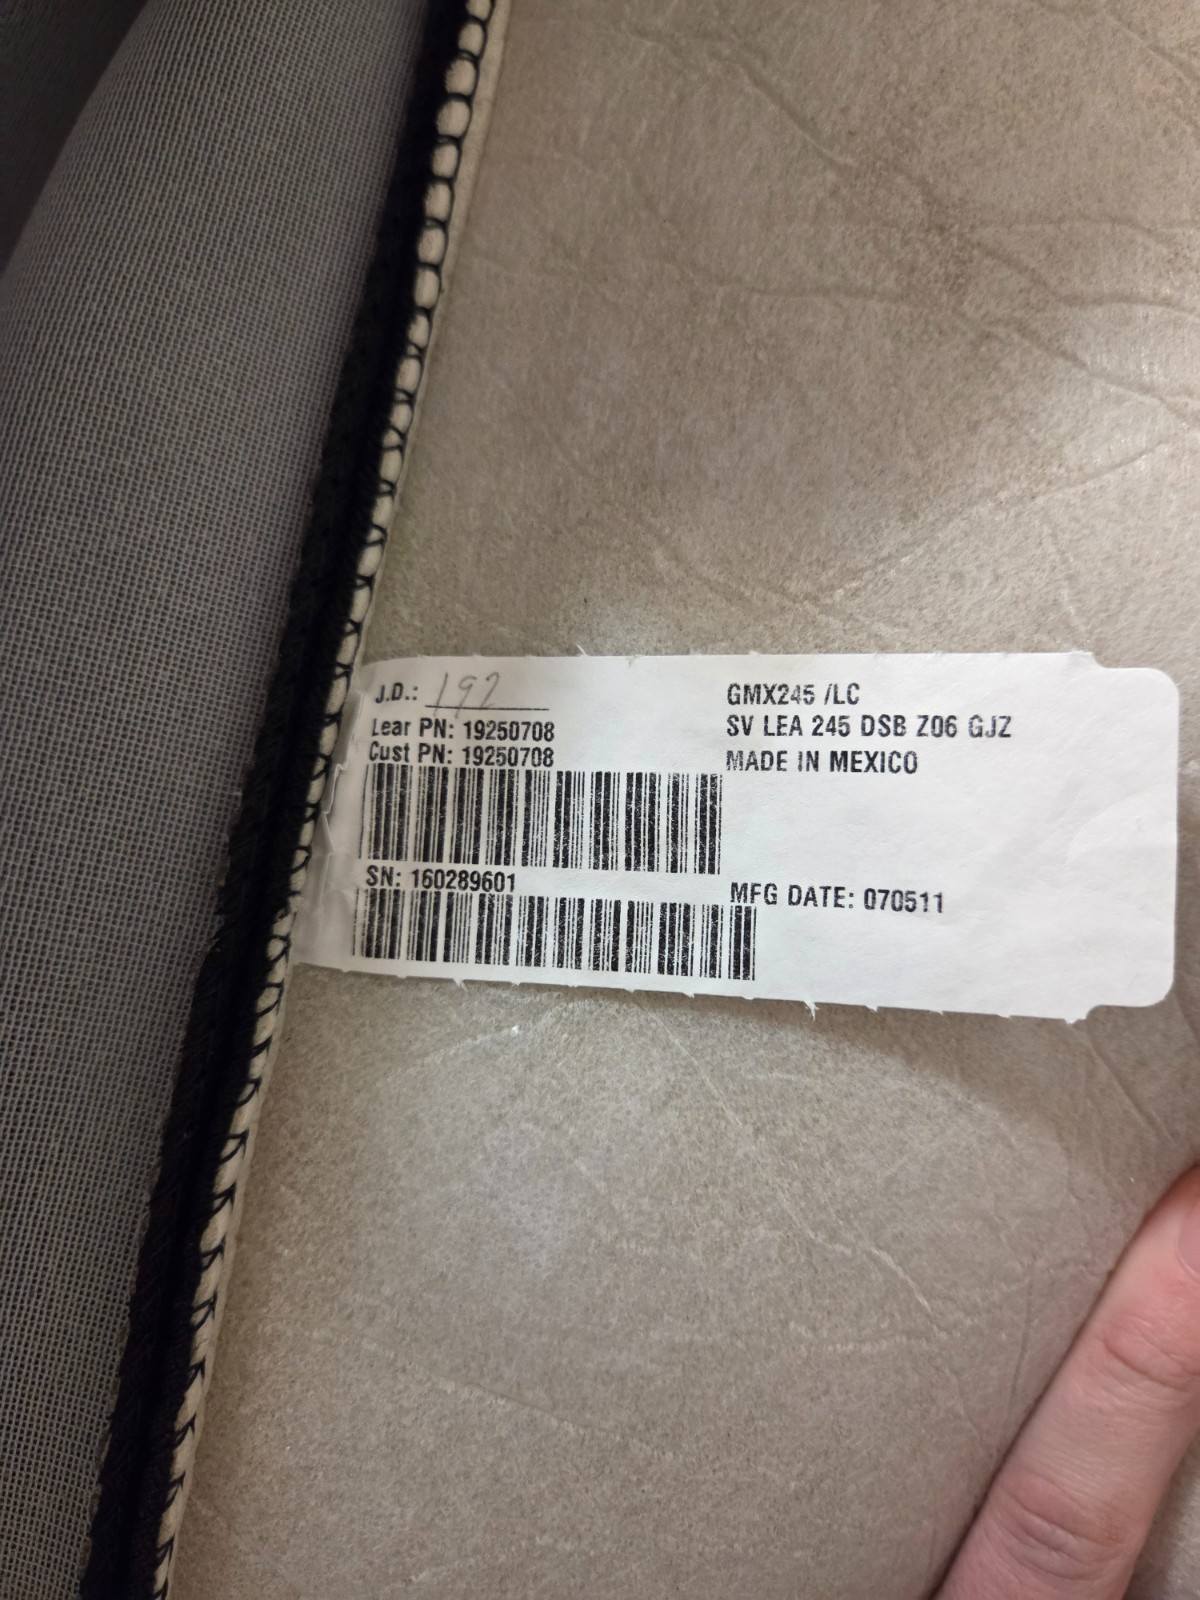 J.D.: 192
Lear PN: 19250708
Cust PN: 19250708
SN: 160289601
GMX245 /LC
SV LEA 245 DSB Z06 GJZ
MADE IN MEXICO
MFG DATE: 070511